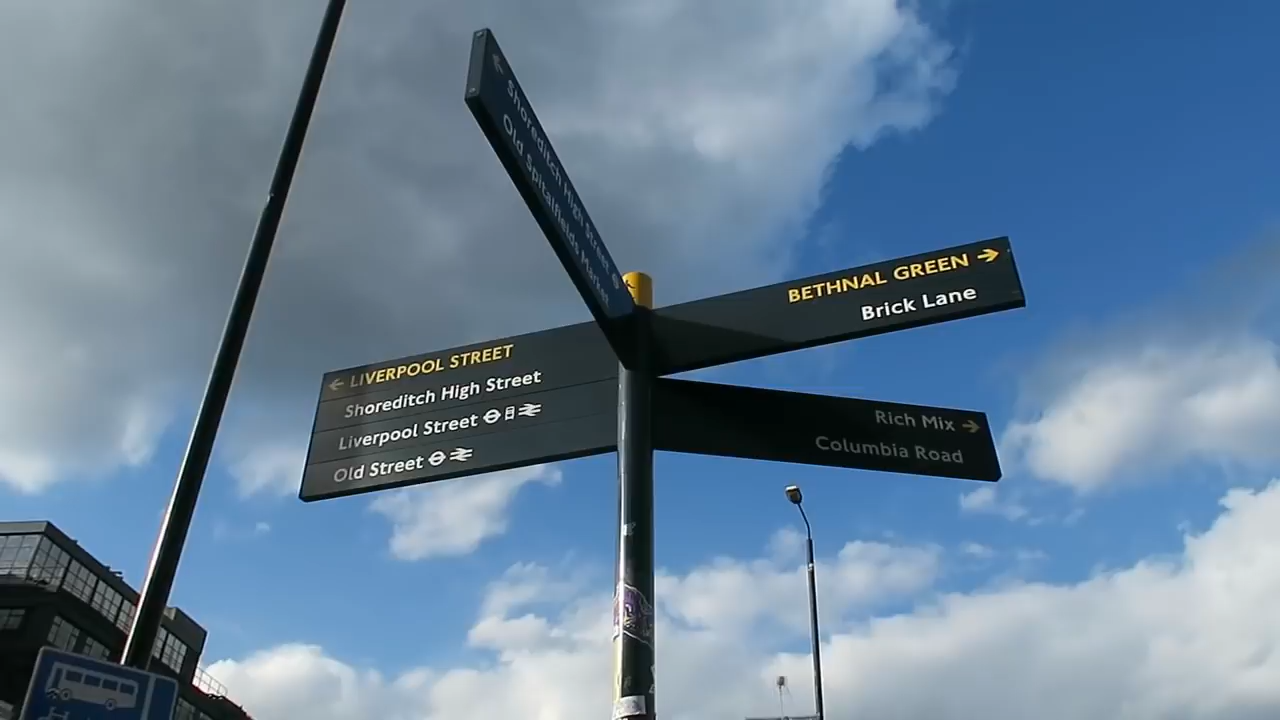 Shoreditch High Street
Old Spitalfields Market
BETHNAL GREEN
Brick Lane
LIVERPOOL STREET
Shoreditch High Street
Liverpool Street
Old Street
Rich Mix
Columbia Road